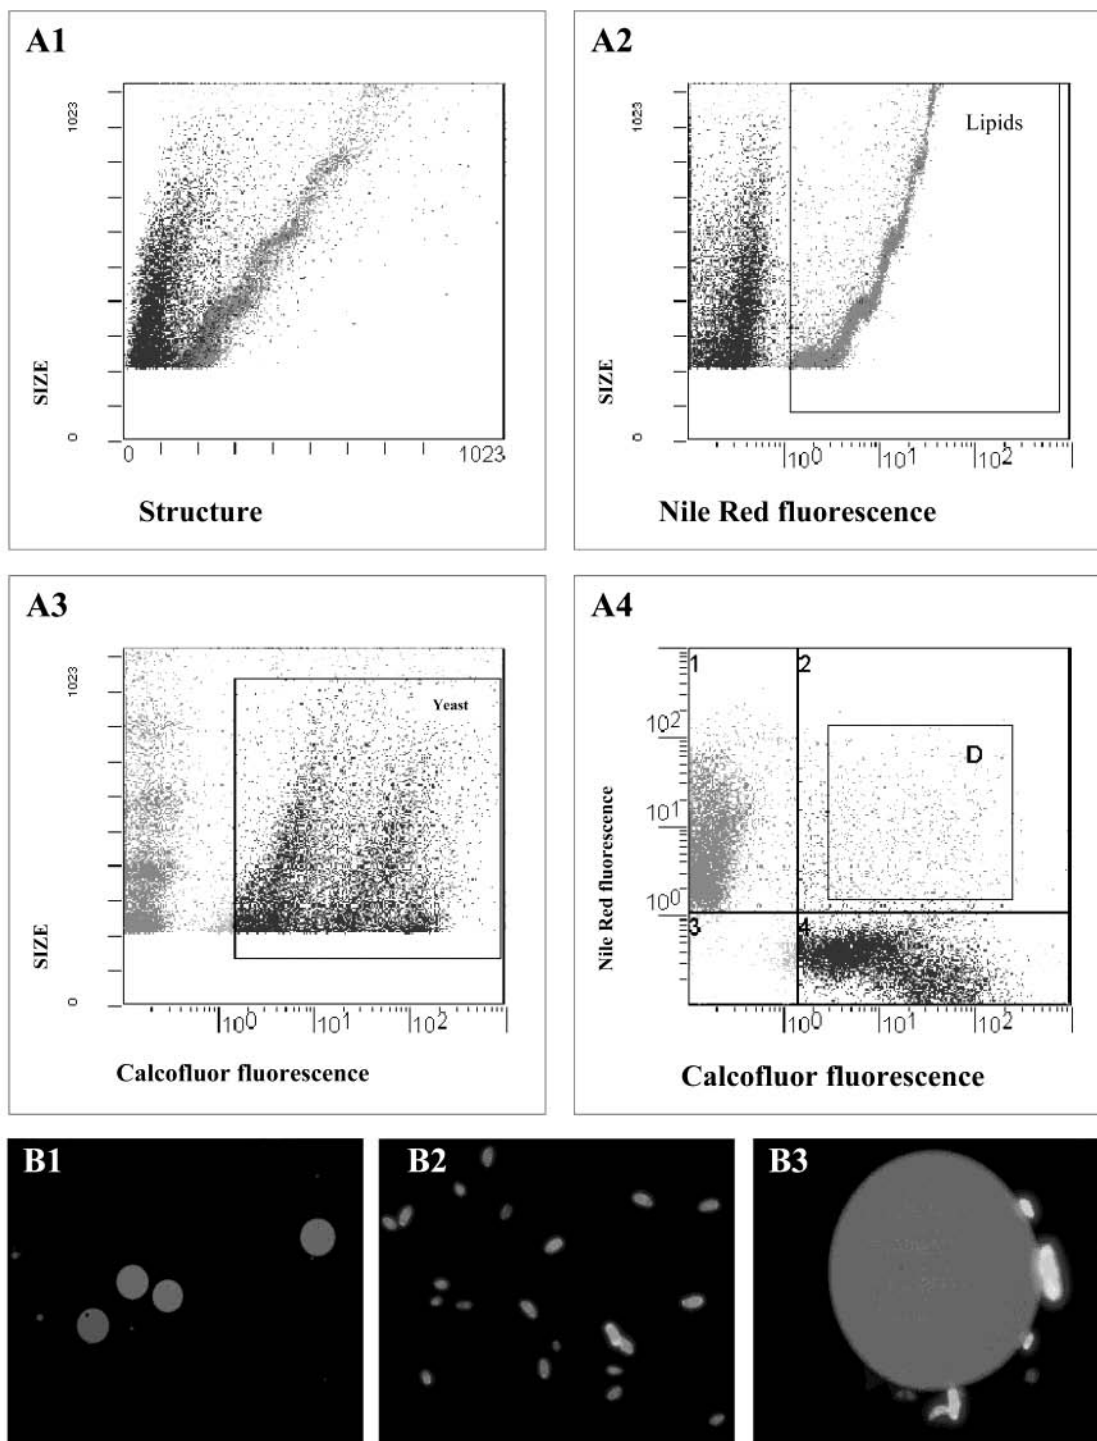 A1
1023
0
SIZE
0
1023
Structure
A2
1023
0
SIZE
Lipids
10⁰
10¹
10²
Nile Red fluorescence
A3
1023
0
SIZE
Yeast
10⁰
10¹
10²
Calcofluor fluorescence
A4
1
2
3
4
D
10²
10¹
10⁰
Nile Red fluorescence
10⁰
10¹
10²
Calcofluor fluorescence
B1
B2
B3